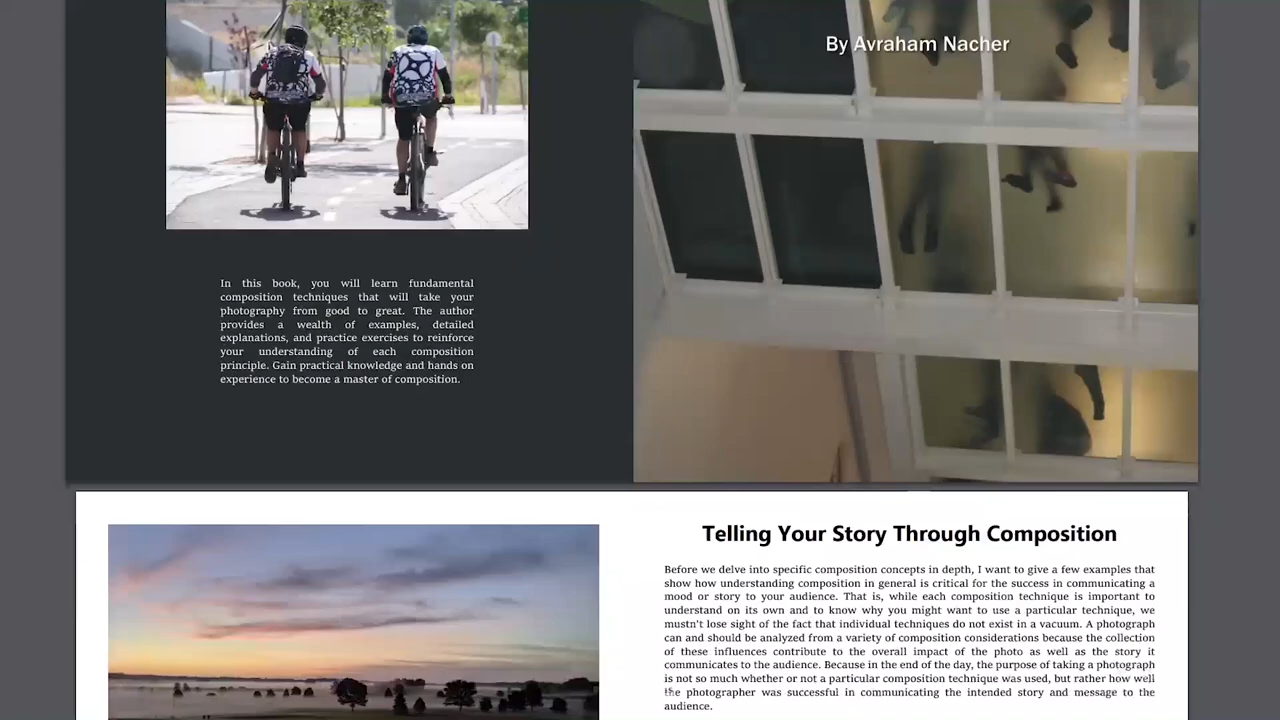 By Avraham Nacher
In this book, you will learn fundamental
composition techniques that will take your
photography from good to great. The author
provides a wealth of examples, detailed
explanations, and practice exercises to reinforce
your understanding of each composition
principle. Gain practical knowledge and hands on
experience to become a master of composition.
Telling Your Story Through Composition
Before we delve into specific composition concepts in depth, I want to give a few examples that
show how understanding composition in general is critical for the success in communicating a
mood or story to your audience. That is, while each composition technique is important to
understand on its own and to know why you might want to use a particular technique, we
mustn't lose sight of the fact that individual techniques do not exist in a vacuum. A photograph
can and should be analyzed from a variety of composition considerations because the collection
of these influences contribute to the overall impact of the photo as well as the story it
communicates to the audience. Because in the end of the day, the purpose of taking a photograph
is not so much whether or not a particular composition technique was used, but rather how well
the photographer was successful in communicating the intended story and message to the
audience.